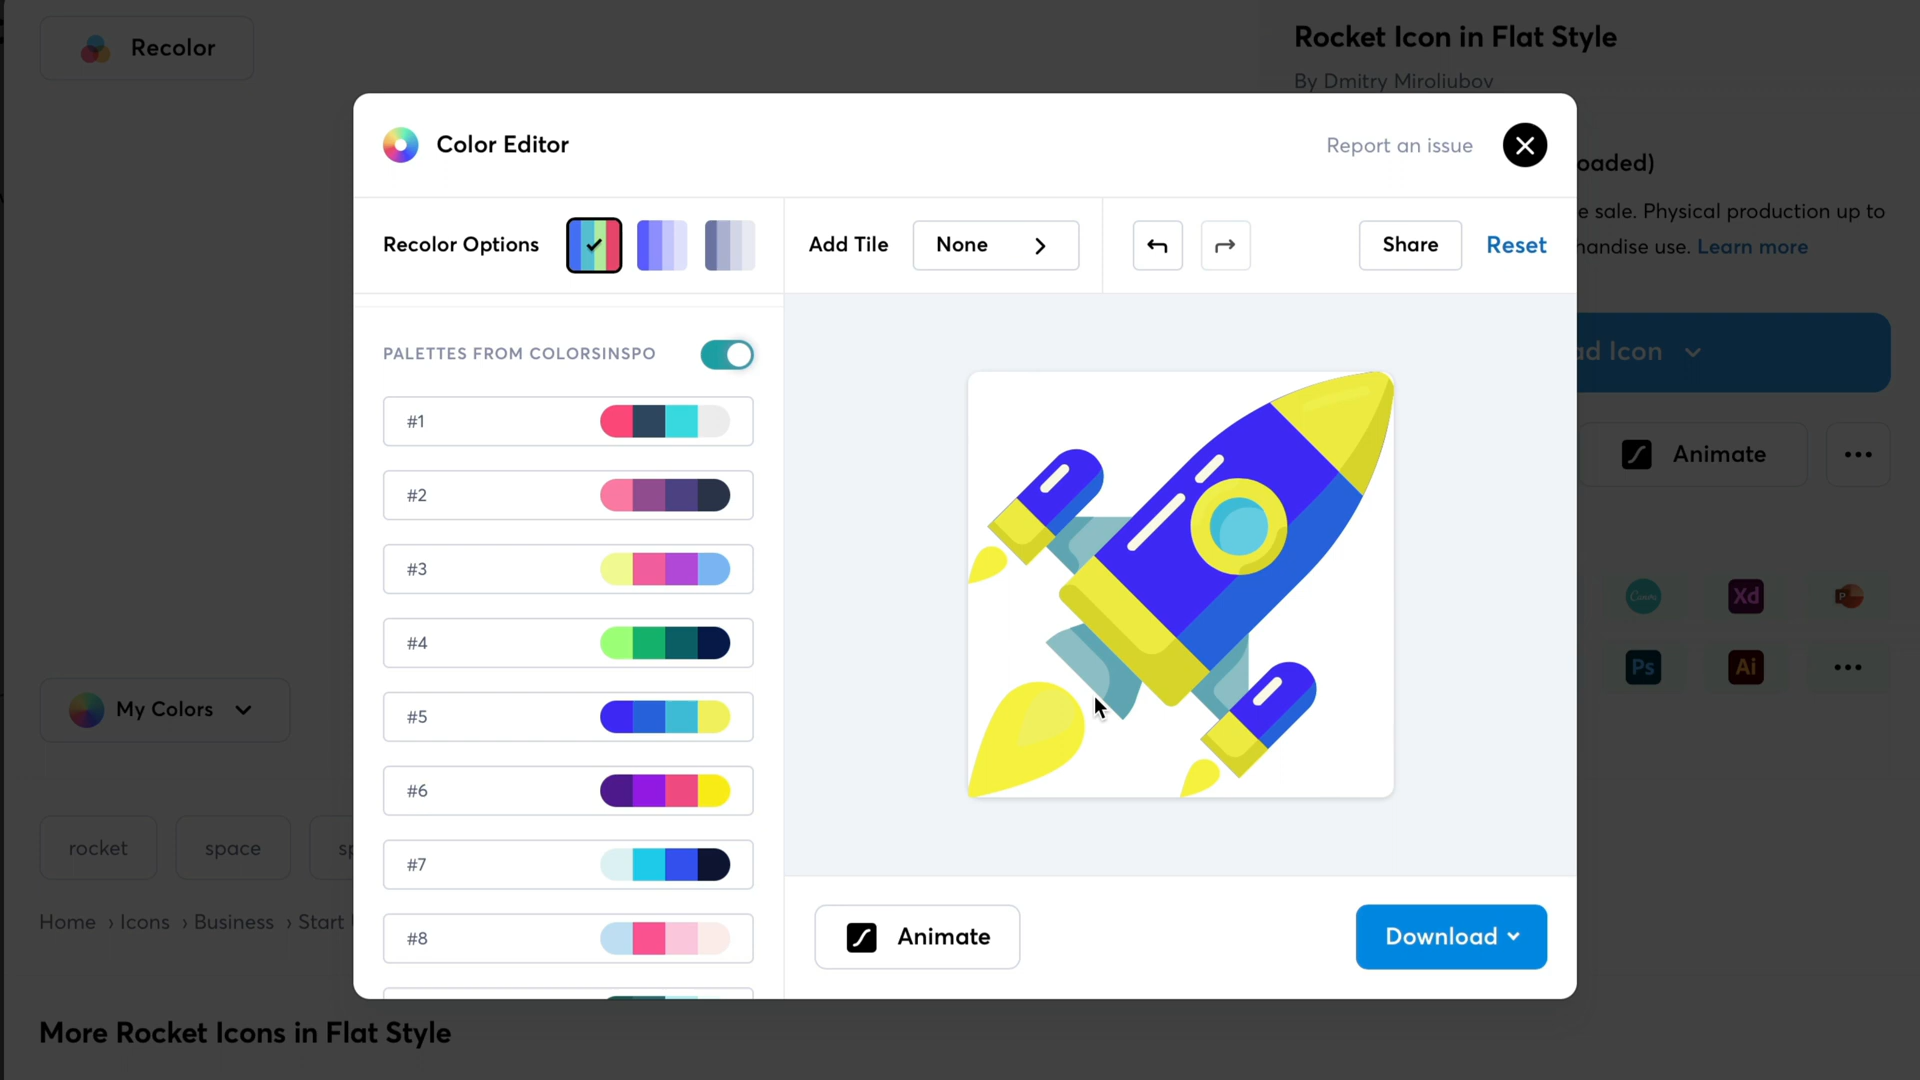 Recolor
Rocket Icon in Flat Style
By Dmitry Miroliubov
Color Editor
Report an issue
oaded)
e sale. Physical production up to
handise use. Learn more
Recolor Options
Add Tile
None
Share
Reset
PALETTES FROM COLORSINSPO
#1
#2
#3
#4
#5
#6
#7
#8
ad Icon
Animate
Canva
Xd
P
Ps
Ai
My Colors
rocket
space
sp
Home › Icons › Business › Start
Animate
Download
More Rocket Icons in Flat Style